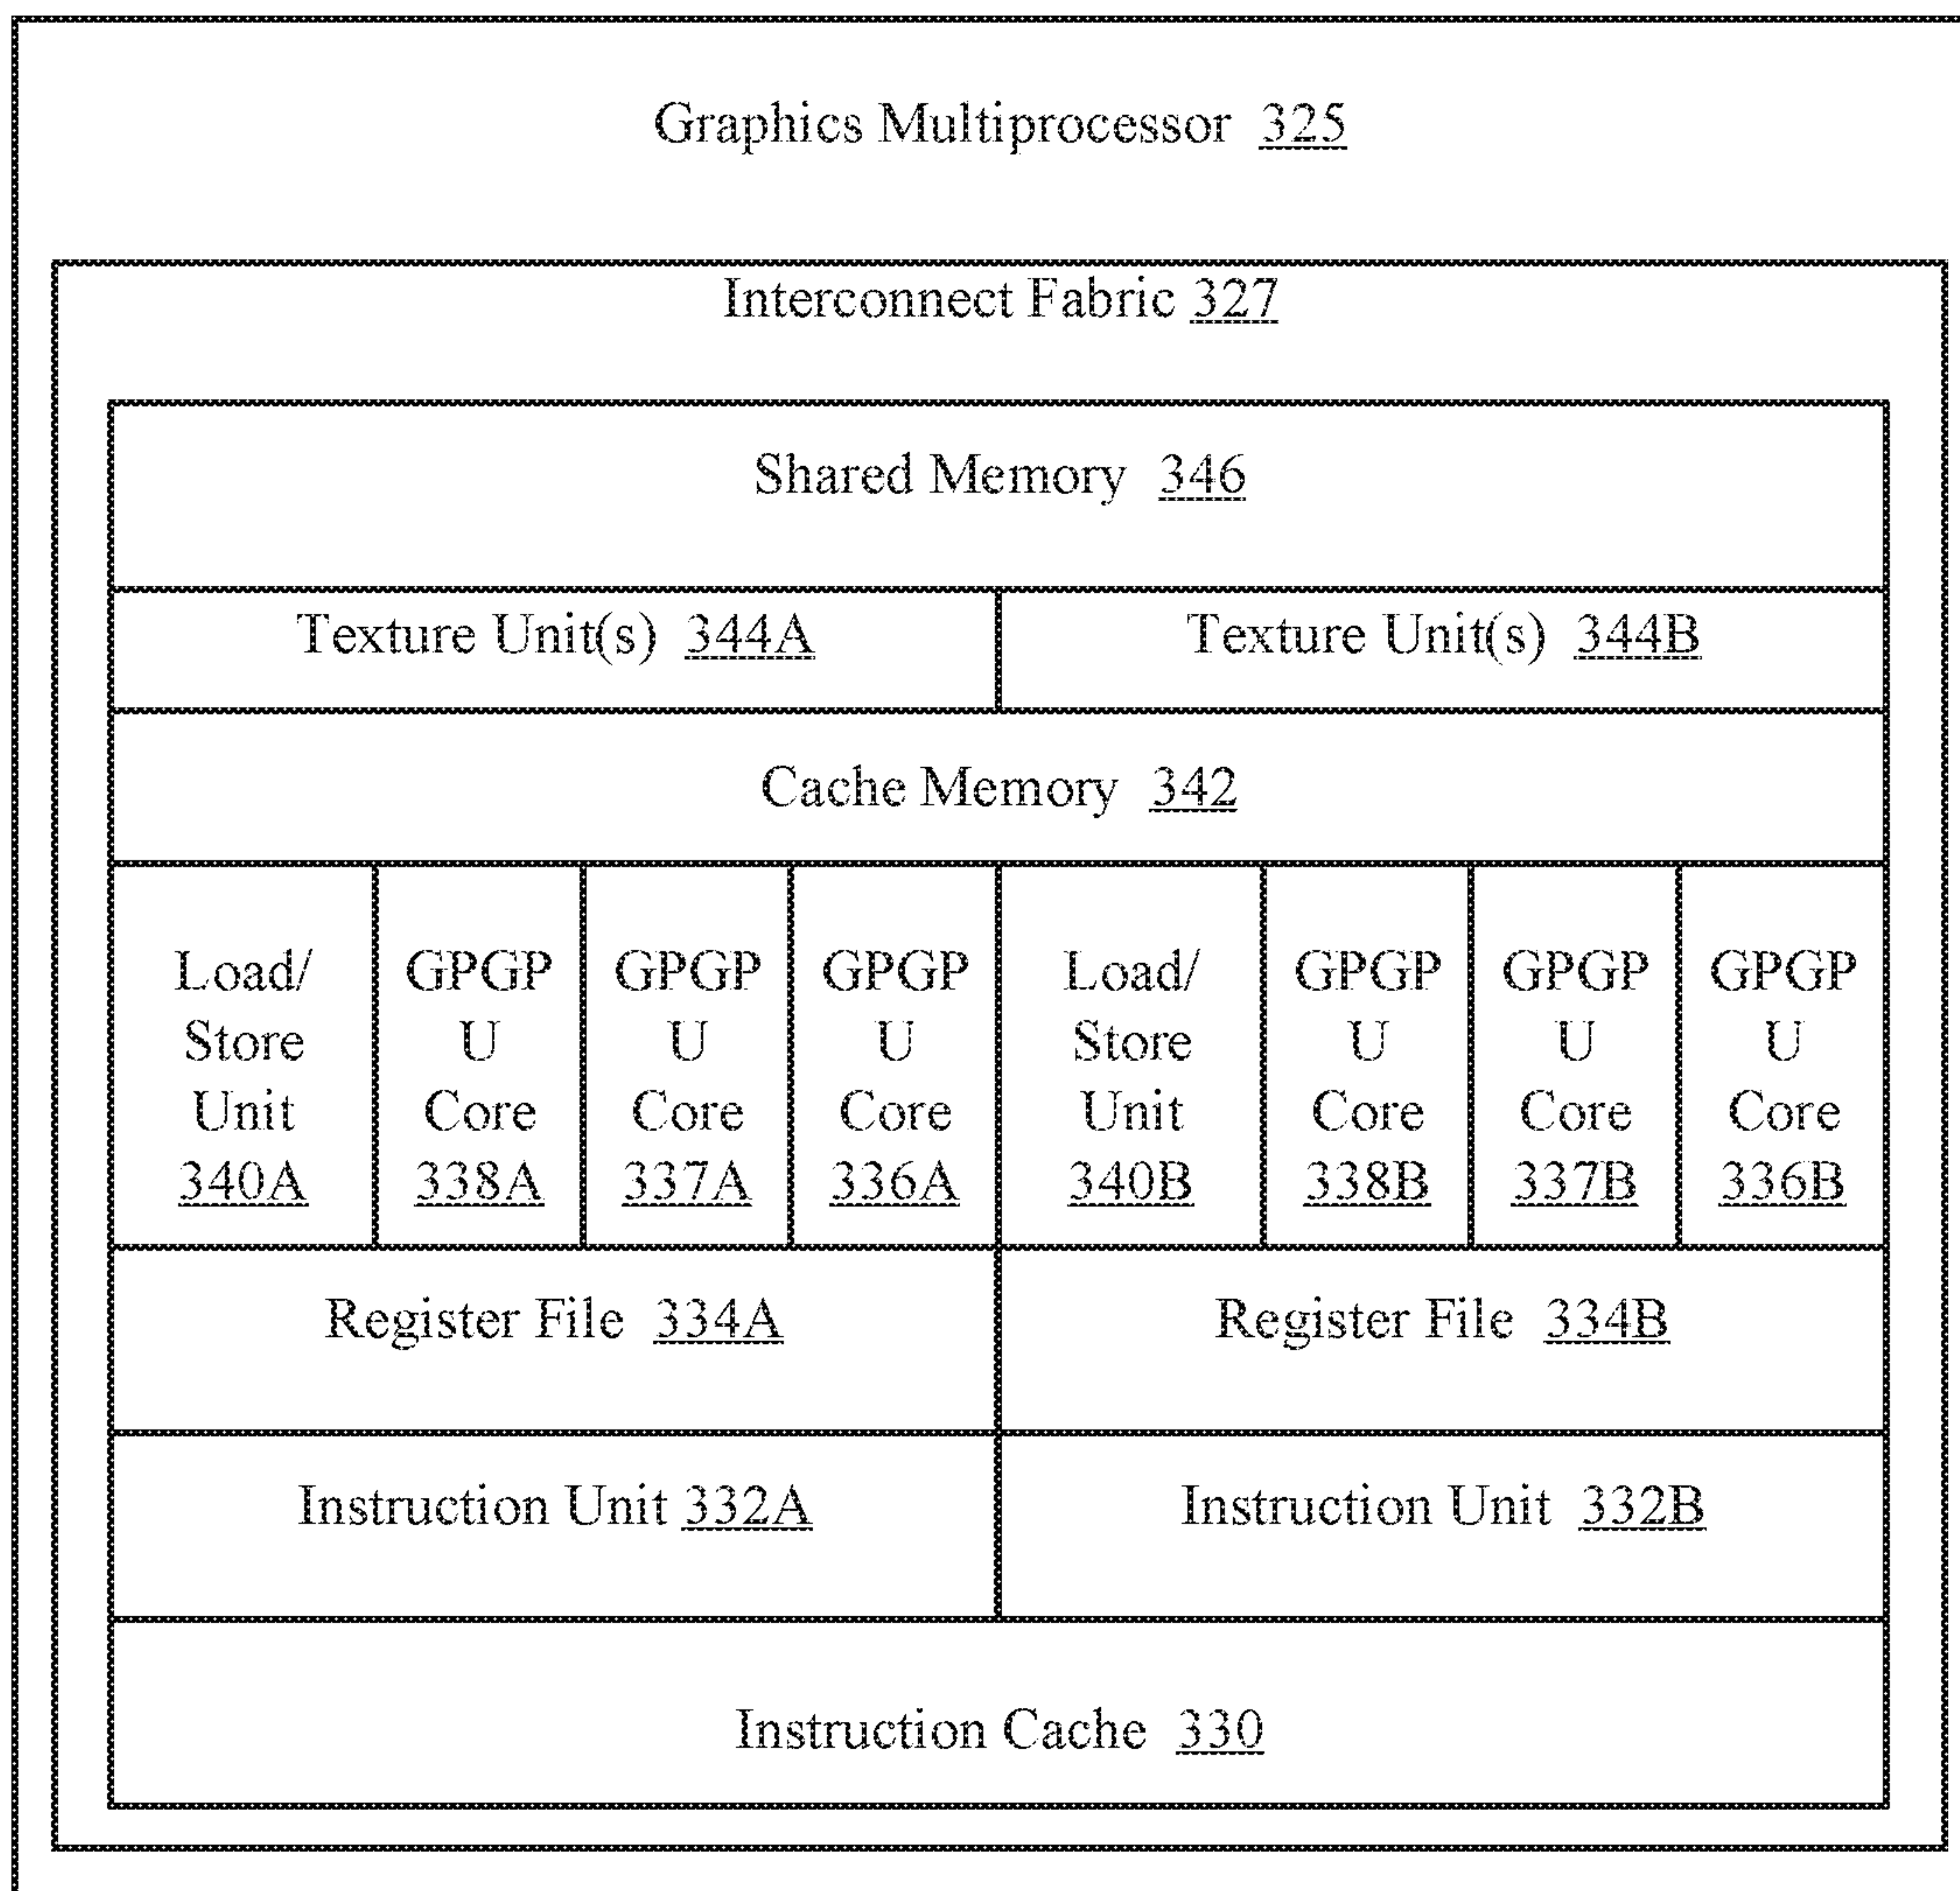 Graphics Multiprocessor 325
Interconnect Fabric 327
Shared Memory 346
Texture Unit(s) 344A
Texture Unit(s) 344B
Cache Memory 342
Load/
Store
Unit
340A
GPGP
U
Core
338A
GPGP
U
Core
337A
GPGP
U
Core
336A
Load/
Store
Unit
340B
GPGP
U
Core
338B
GPGP
U
Core
337B
GPGP
U
Core
336B
Register File 334A
Register File 334B
Instruction Unit 332A
Instruction Unit 332B
Instruction Cache 330